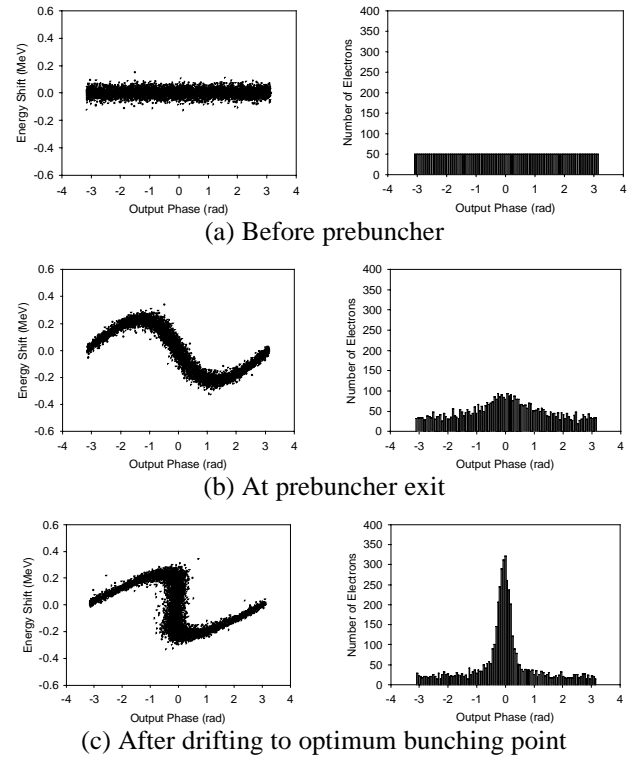 0.6
0.4
0.2
0.0
-0.2
-0.4
-0.6
Energy Shift (MeV)
-4 -3 -2 -1 0 1 2 3 4
Output Phase (rad)
400
350
300
250
200
150
100
50
0
Number of Electrons
-4 -3 -2 -1 0 1 2 3 4
Output Phase (rad)
(a) Before prebuncher
0.6
0.4
0.2
0.0
-0.2
-0.4
-0.6
Energy Shift (MeV)
-4 -3 -2 -1 0 1 2 3 4
Output Phase (rad)
400
350
300
250
200
150
100
50
0
Number of Electrons
-4 -3 -2 -1 0 1 2 3 4
Output Phase (rad)
(b) At prebuncher exit
0.6
0.4
0.2
0.0
-0.2
-0.4
-0.6
Energy Shift (MeV)
-4 -3 -2 -1 0 1 2 3 4
Output Phase (rad)
400
350
300
250
200
150
100
50
0
Number of Electrons
-4 -3 -2 -1 0 1 2 3 4
Output Phase (rad)
(c) After drifting to optimum bunching point